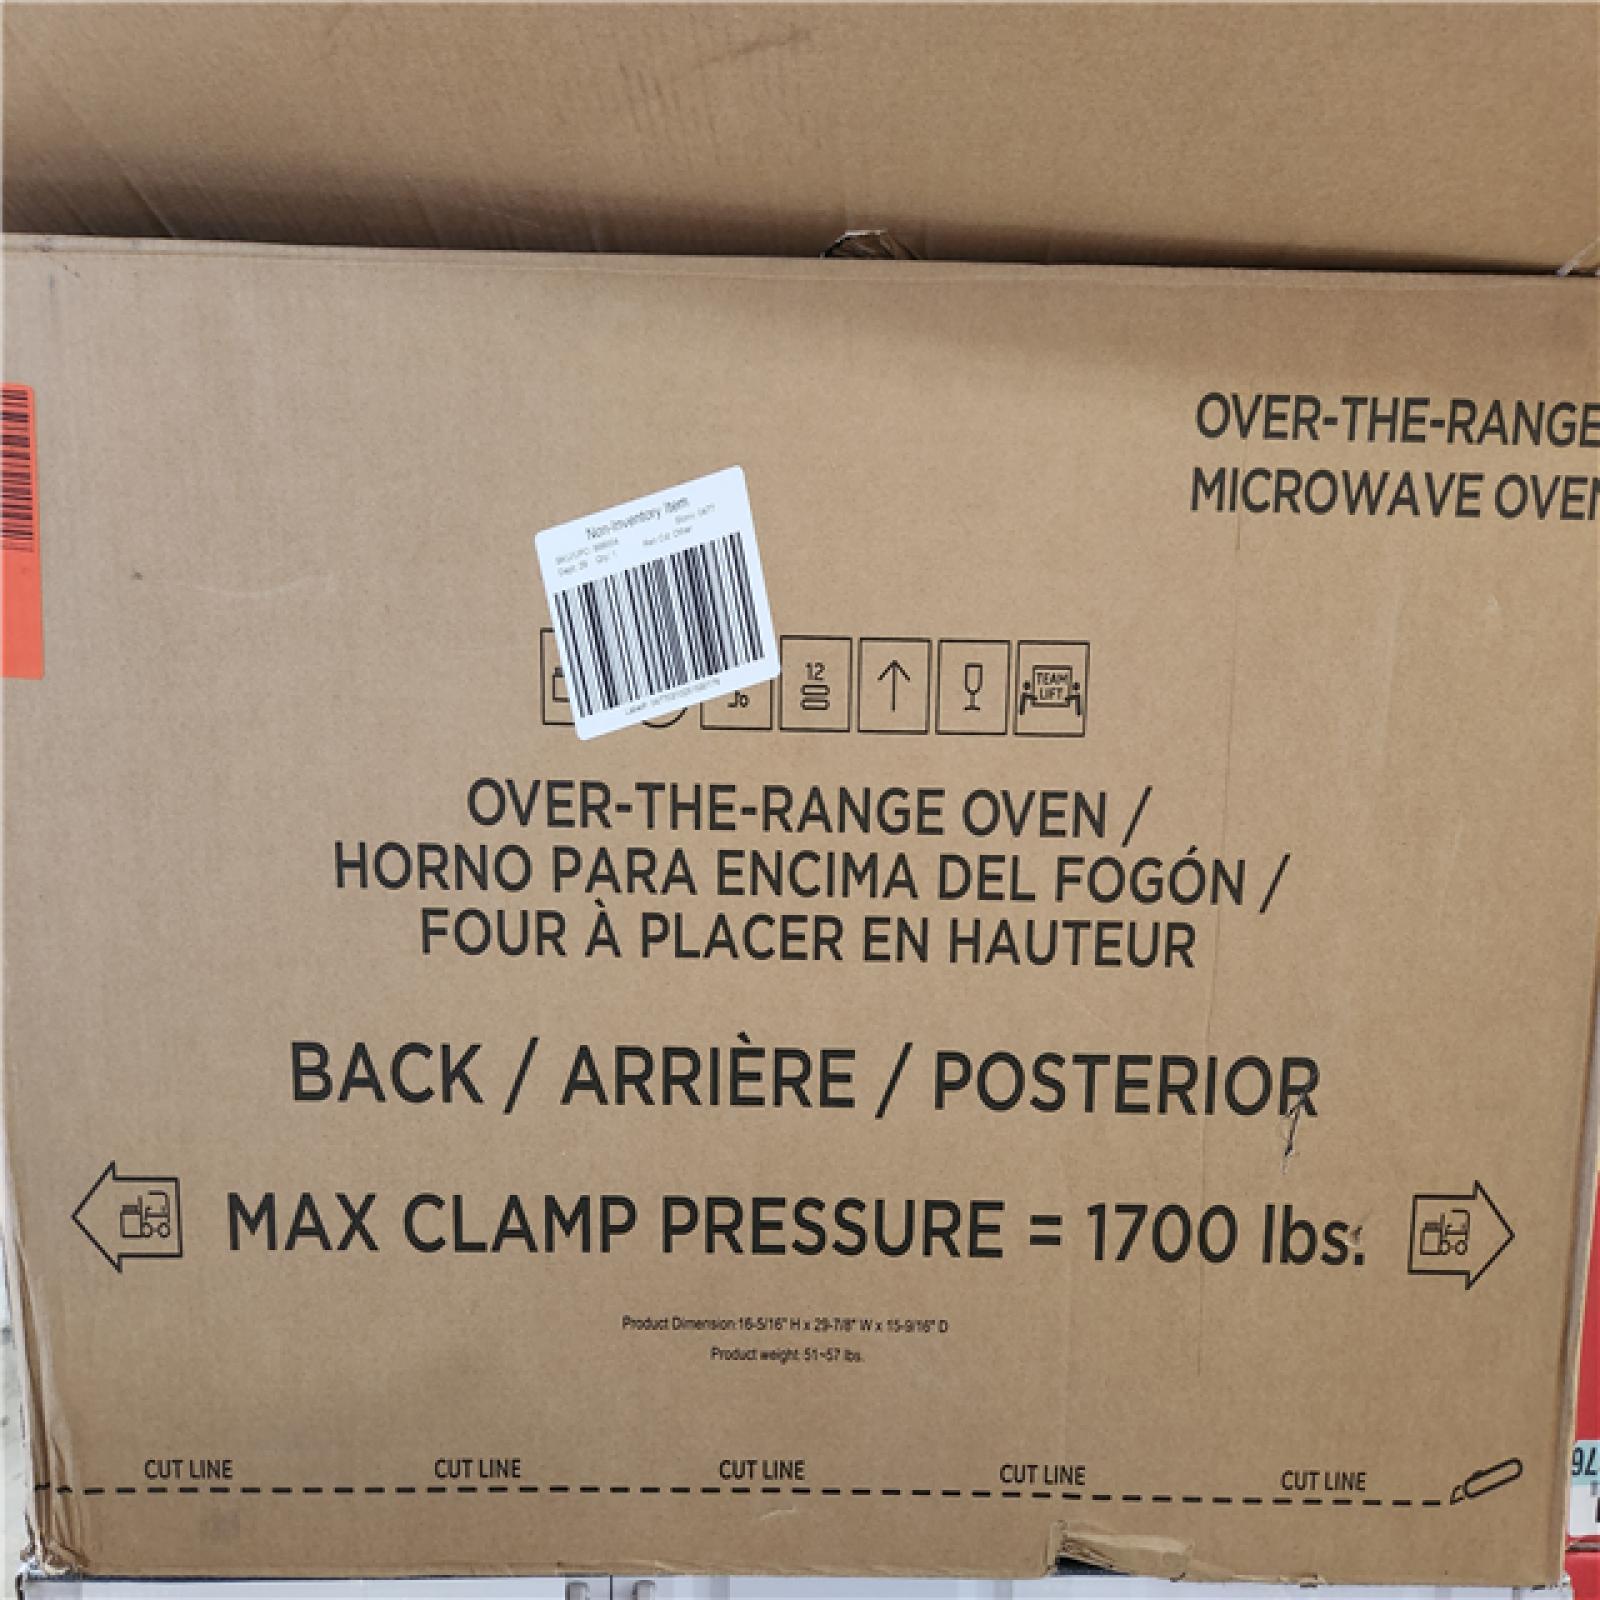 OVER-THE-RANGE
MICROWAVE OVEN
Non-Inventory Item
Qty: 1
12
TEAM
LIFT
OVER-THE-RANGE OVEN /
HORNO PARA ENCIMA DEL FOGÓN /
FOUR À PLACER EN HAUTEUR
BACK / ARRIÈRE / POSTERIOR
MAX CLAMP PRESSURE = 1700 lbs.
Product Dimension:16-5/16" H x 29-7/8" W x 15-9/16" D
Product weight: 51~57 lbs.
CUT LINE CUT LINE CUT LINE CUT LINE CUT LINE